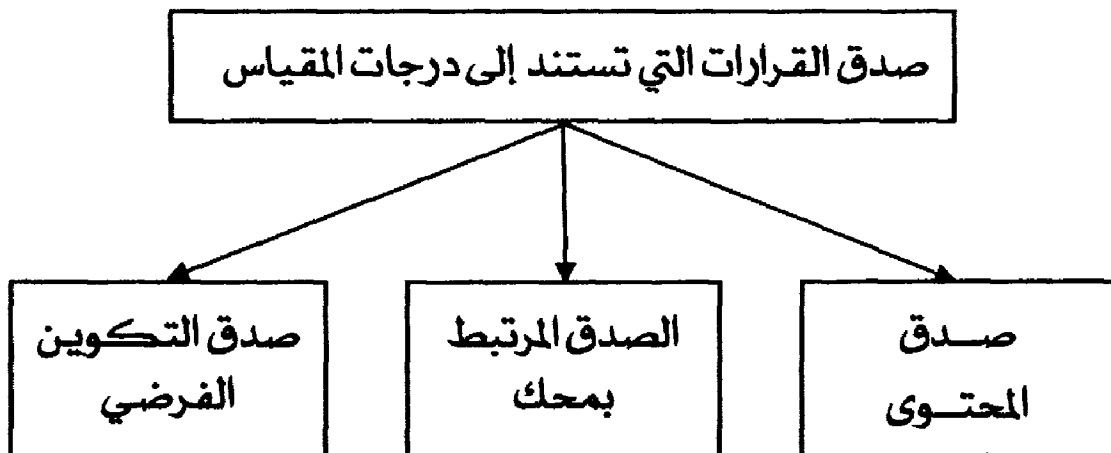 صدق القرارات التي تستند إلى درجات المقياس
صدق
المحتوى
الصدق المرتبط
بمحك
صدق التكوين
الفرضي